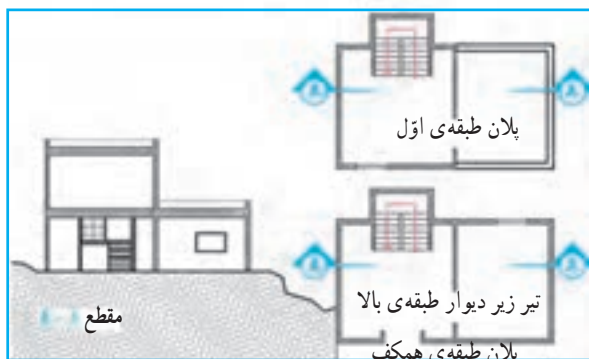 پلان طبقه‌ی اوّل
تیر زیر دیوار طبقه‌ی بالا
پلان طبقه‌ی همکف
مقطع A-A